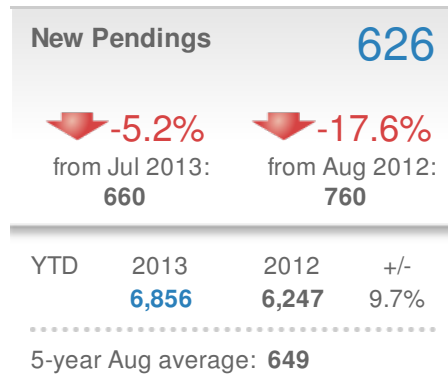 New Pendings 626
-5.2% -17.6%
from Jul 2013: from Aug 2012:
660 760
YTD 2013 2012 +/-
6,856 6,247 9.7%
5-year Aug average: 649